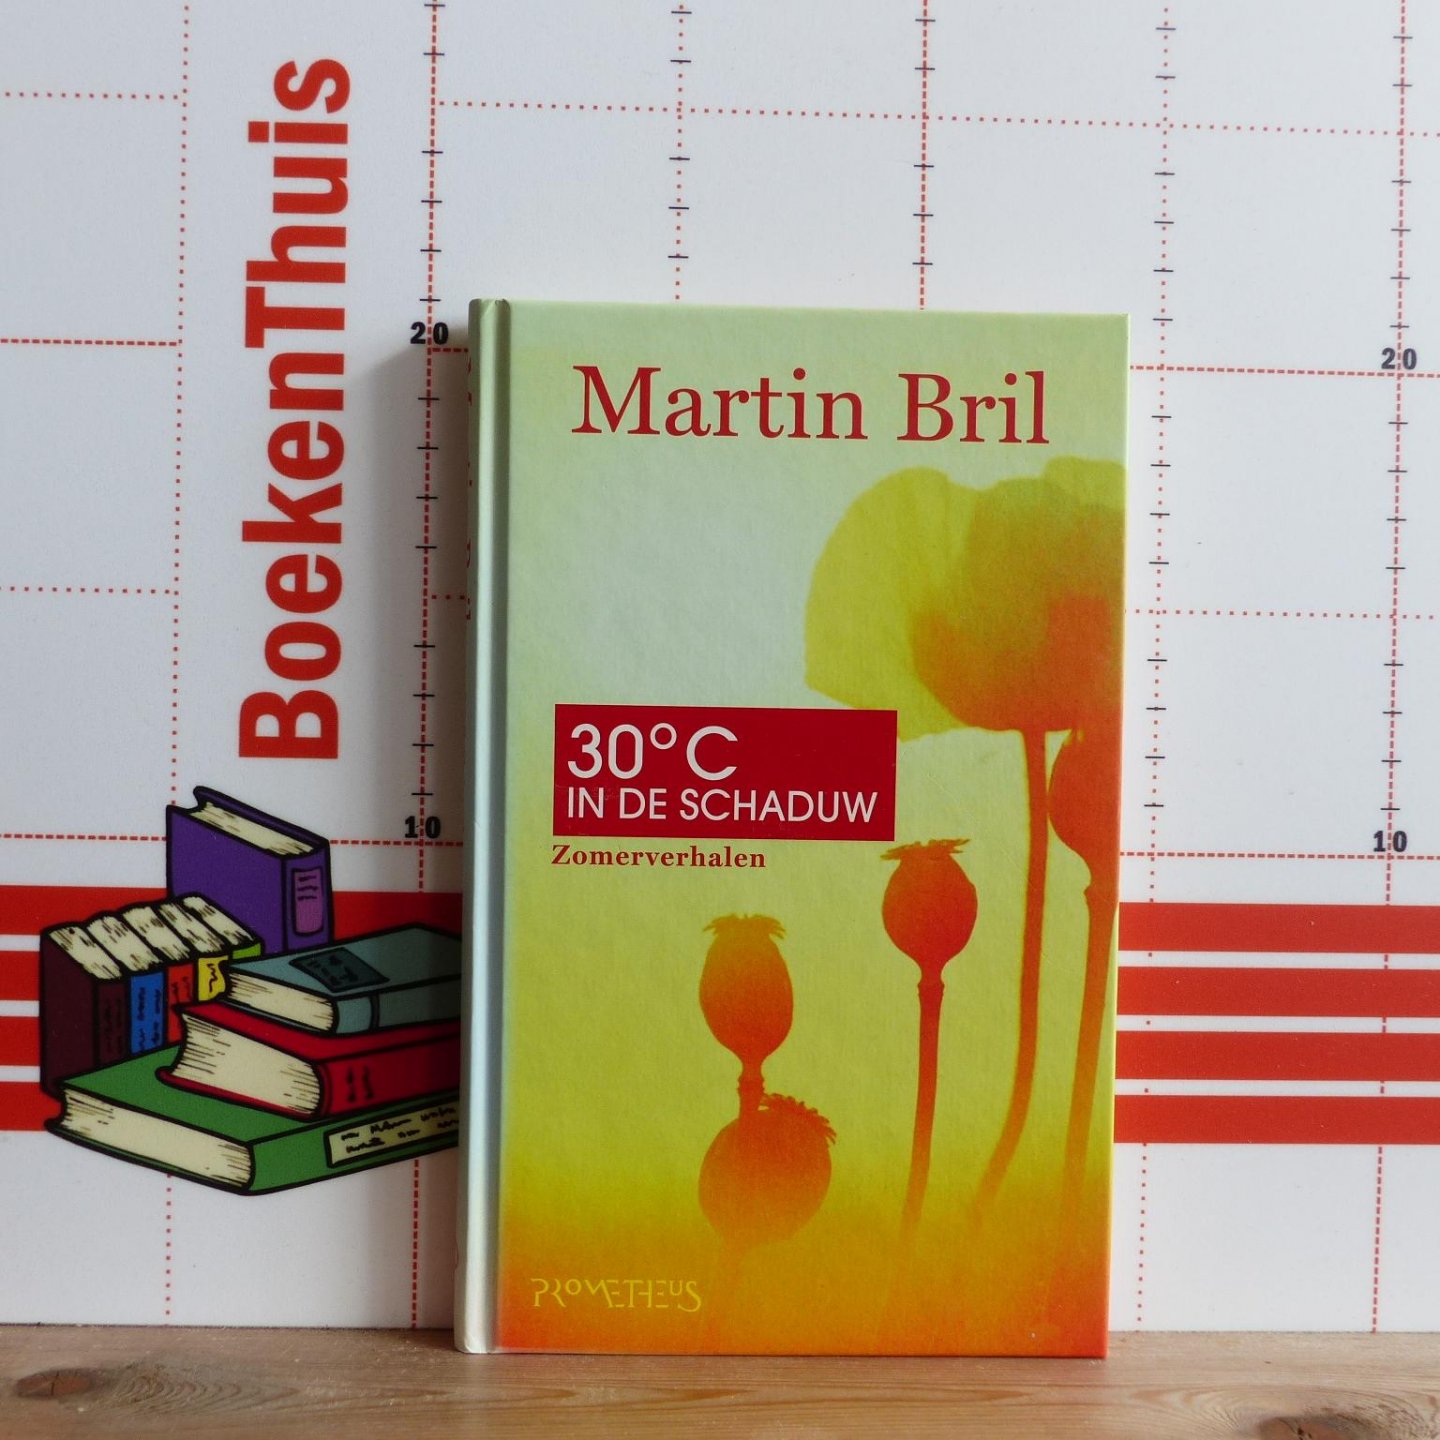 BoekenThuis
20
20
10
10
Martin Bril
30°C
IN DE SCHADUW
Zomerverhalen
PROMETHEUS